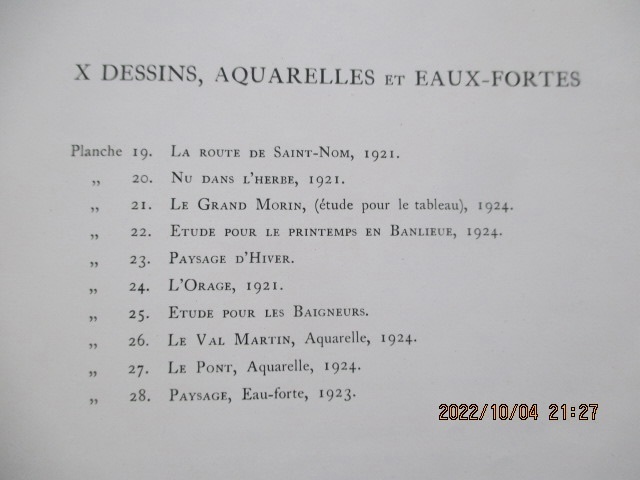 X DESSINS, AQUARELLES ET EAUX-FORTES
Planche 19. LA ROUTE DE SAINT-NOM, 1921.
„ 20. NU DANS L'HERBE, 1921.
„ 21. LE GRAND MORIN, (étude pour le tableau), 1924.
„ 22. ETUDE POUR LE PRINTEMPS EN BANLIEUE, 1924.
„ 23. PAYSAGE D'HIVER.
„ 24. L'ORAGE, 1921.
„ 25. ETUDE POUR LES BAIGNEURS.
„ 26. LE VAL MARTIN, Aquarelle, 1924.
„ 27. LE PONT, Aquarelle, 1924.
„ 28. PAYSAGE, Eau-forte, 1923.
2022/10/04 21:27